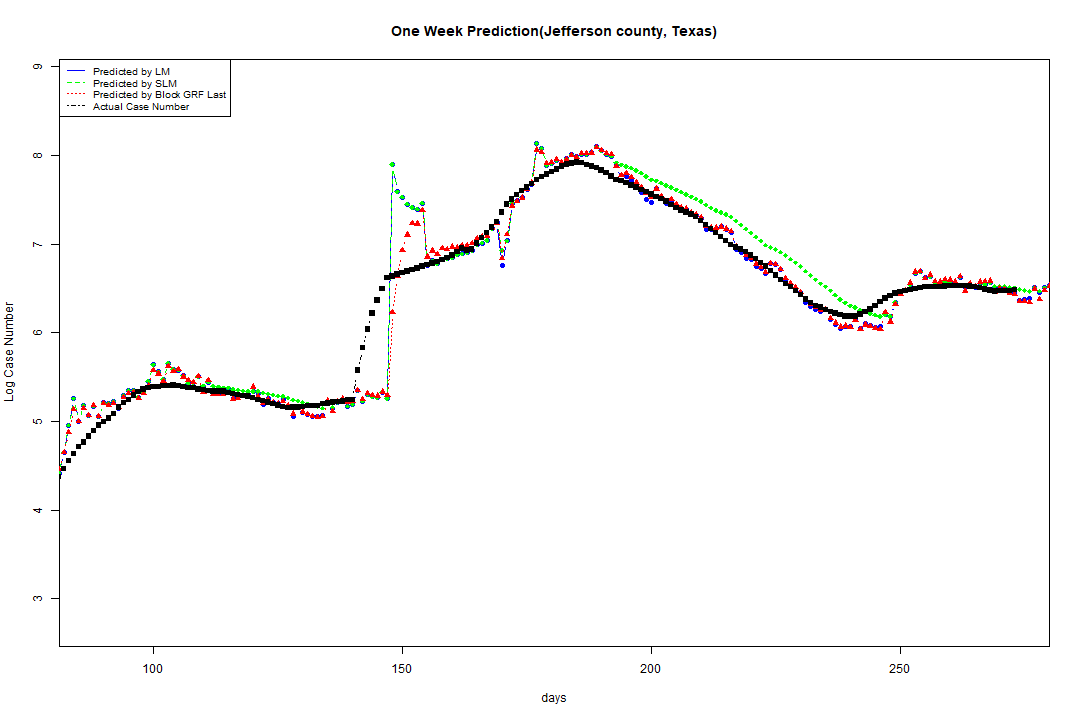 One Week Prediction(Jefferson county, Texas)
Predicted by LM
Predicted by SLM
Predicted by Block GRF Last
Actual Case Number
9
8
7
6
5
4
3
Log Case Number
100
150
200
250
days